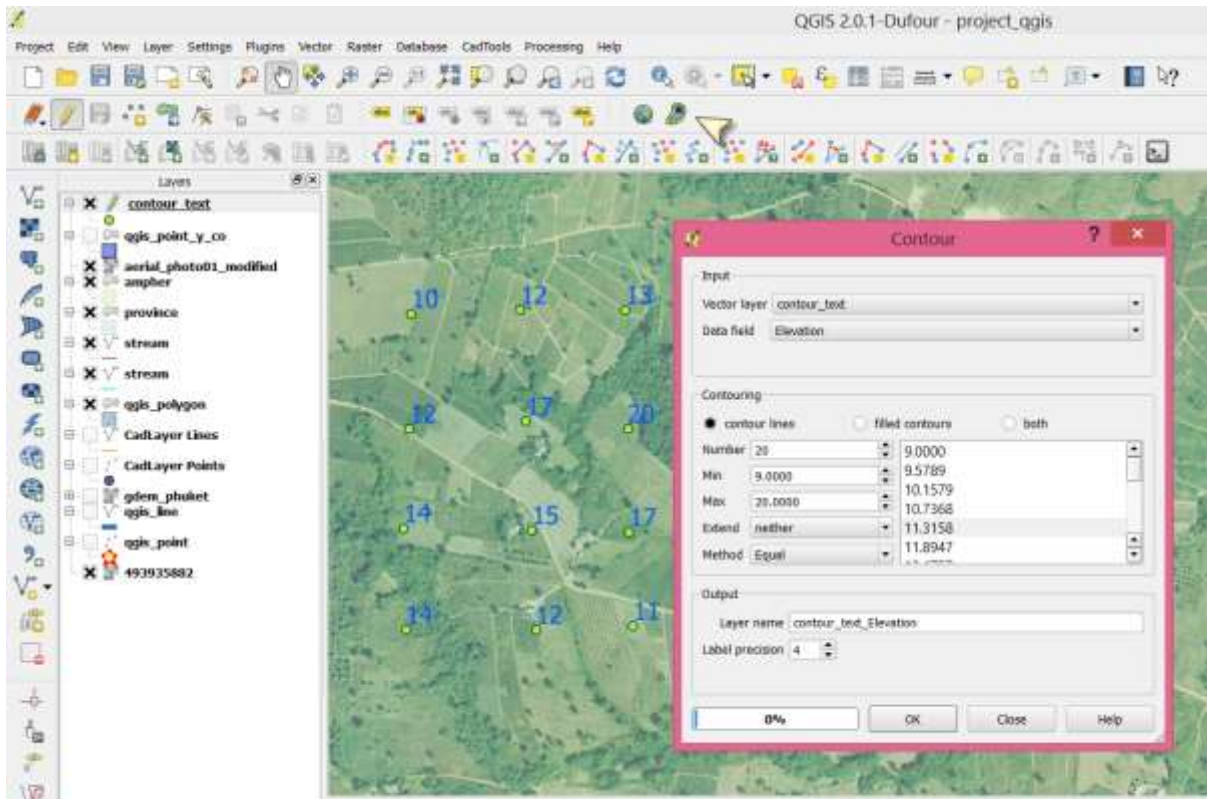 QGIS 2.0.1-Dufour - project_qgis
Project Edit View Layer Settings Plugins Vector Raster Database CadTools Processing Help
Layers
contour_text
qgis_point_y_co
aerial_photo01_modified
ampher
province
stream
stream
qgis_polygon
CadLayer Lines
CadLayer Points
gdem_phuket
qgis_line
qgis_point
493935882
10 12 13
12 17 20
14 15 17
14 12 11
Contour
?
Input
Vector layer contour_text
Data field Elevation
Contouring
contour lines filled contours both
Number 20
Min 9.0000
Max 20.0000
Extend neither
Method Equal
9.0000
9.5789
10.1579
10.7368
11.3158
11.8947
Output
Layer name contour_text_Elevation
Label precision 4
0% OK Close Help